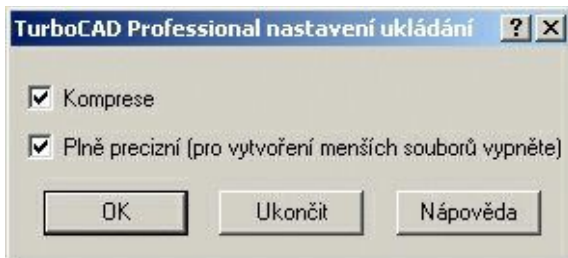 TurboCAD Professional nastavení ukládání
Komprese
Plně precizní (pro vytvoření menších souborů vypněte)
OK Ukončit Nápověda